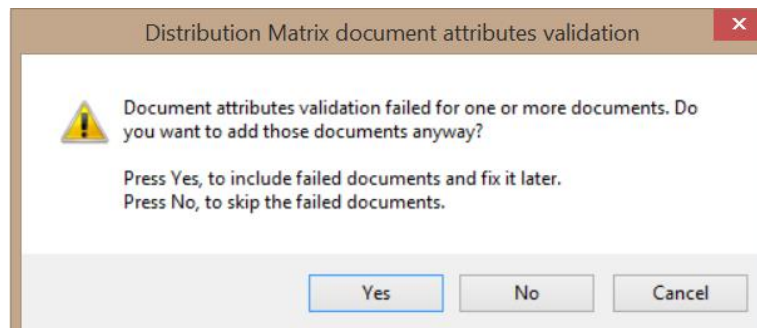 Distribution Matrix document attributes validation
Document attributes validation failed for one or more documents. Do
you want to add those documents anyway?
Press Yes, to include failed documents and fix it later.
Press No, to skip the failed documents.
Yes No Cancel